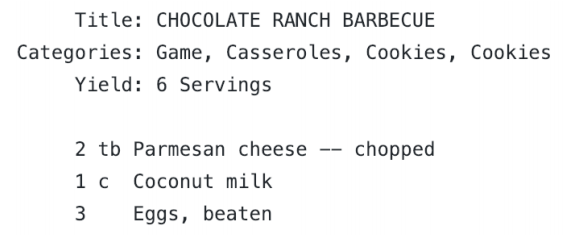 Title: CHOCOLATE RANCH BARBECUE
Categories: Game, Casseroles, Cookies, Cookies
Yield: 6 Servings
2 tb Parmesan cheese -- chopped
1 c Coconut milk
3 Eggs, beaten